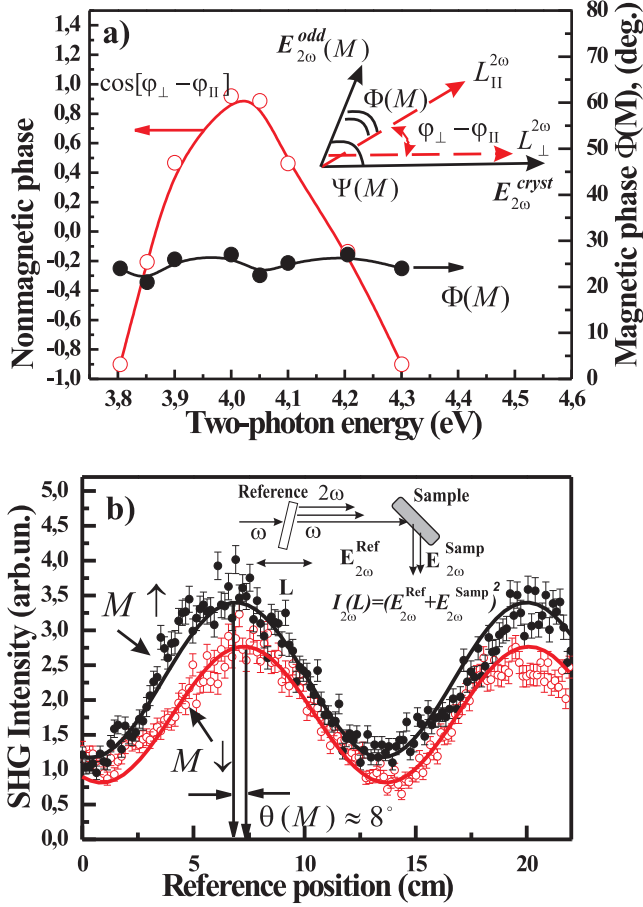 a)
Nonmagnetic phase
1,0
0,8
0,6
0,4
0,2
0,0
-0,2
-0,4
-0,6
-0,8
-1,0
cos[φ⊥ −φII]
E2ω^odd (M)
LII^2ω
Φ(M)
φ⊥ −φII
L⊥^2ω
Ψ(M)
E2ω^cryst
Φ(M)
80
70
60
50
40
30
20
10
0
Magnetic phase Φ(M), (deg.)
3,8 3,9 4,0 4,1 4,2 4,3 4,4 4,5 4,6
Two-photon energy (eV)
b)
SHG Intensity (arb.un.)
5,0
4,5
4,0
3,5
3,0
2,5
2,0
1,5
1,0
0,5
0,0
Reference 2ω Sample
ω ω
L
E2ω^Ref E2ω^Samp
I2ω(L)=(E2ω^Ref+E2ω^Samp)^2
M ↑
M ↓
θ(M) ≈ 8°
0 5 10 15 20
Reference position (cm)